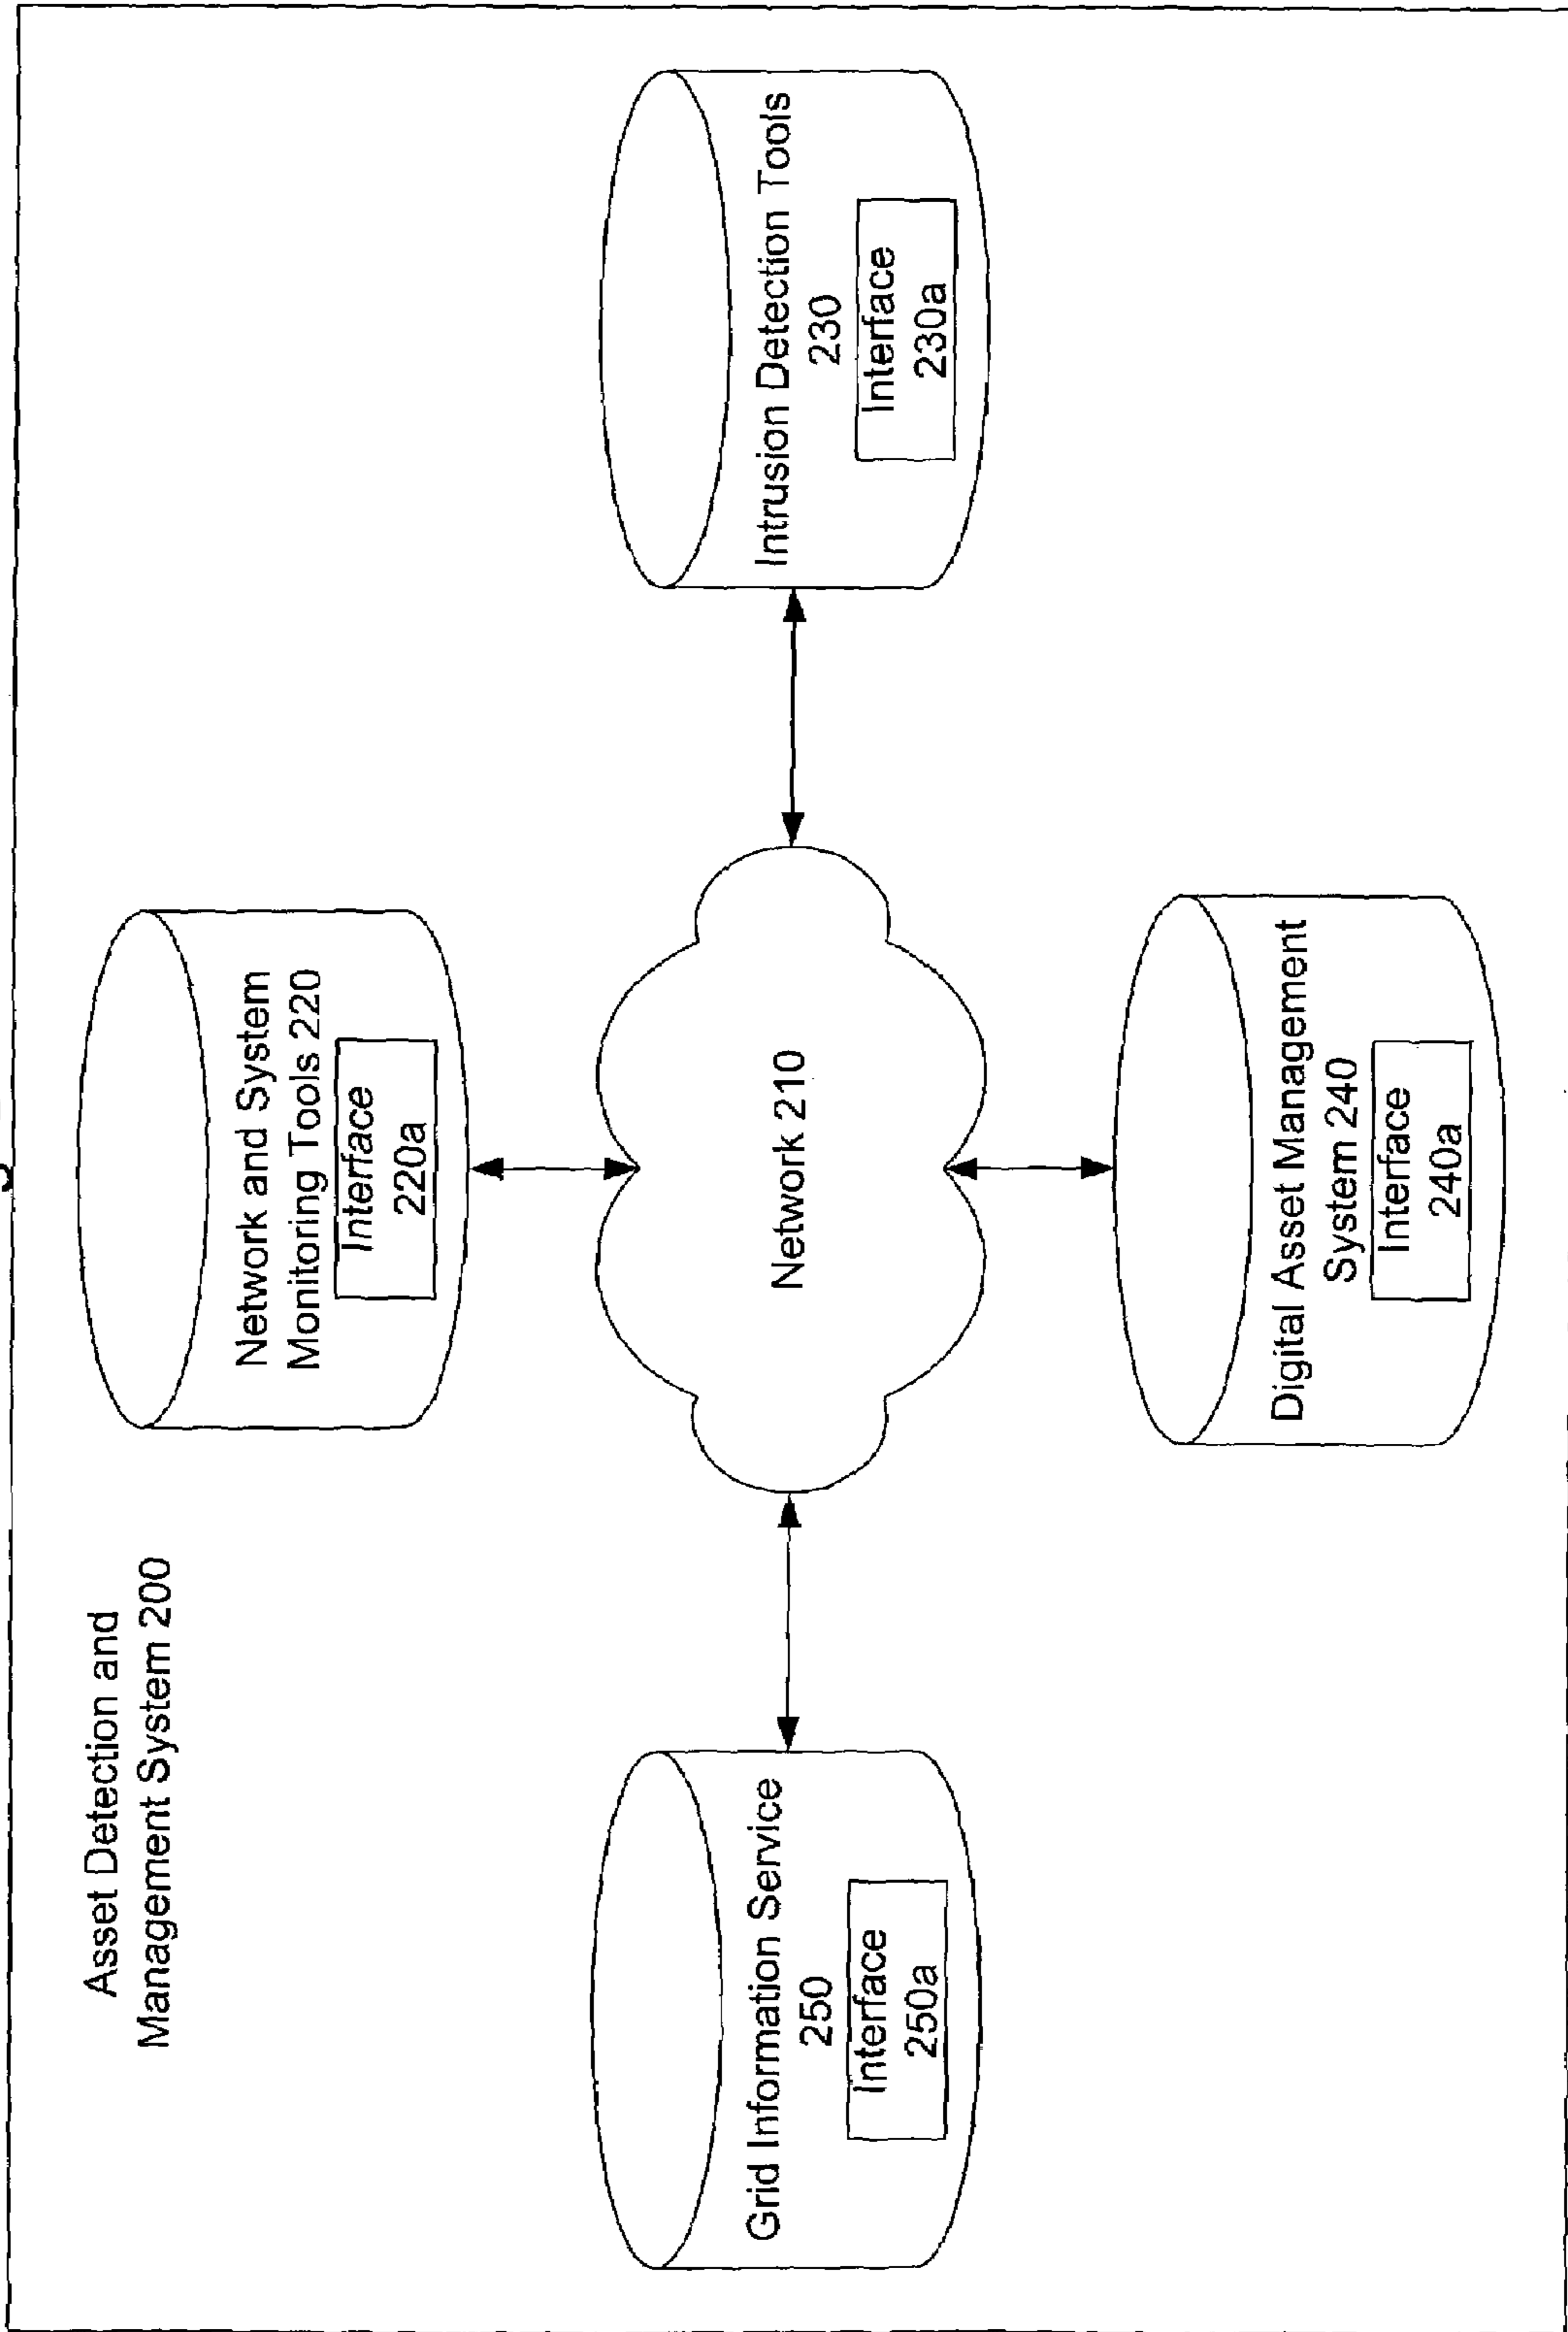 Asset Detection and
Management System 200
Network and System
Monitoring Tools 220
Interface
220a
Grid Information Service
250
Interface
250a
Network 210
Intrusion Detection Tools
230
Interface
230a
Digital Asset Management
System 240
Interface
240a